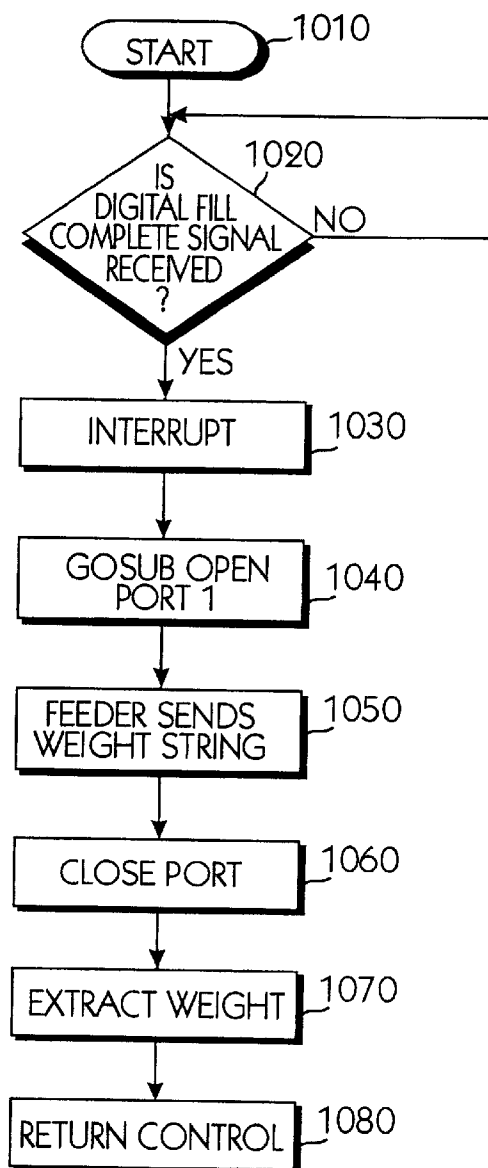 START
1010
1020
IS
DIGITAL FILL
COMPLETE SIGNAL
RECEIVED
?
NO
YES
INTERRUPT
1030
GOSUB OPEN
PORT 1
1040
FEEDER SENDS
WEIGHT STRING
1050
CLOSE PORT
1060
EXTRACT WEIGHT
1070
RETURN CONTROL
1080